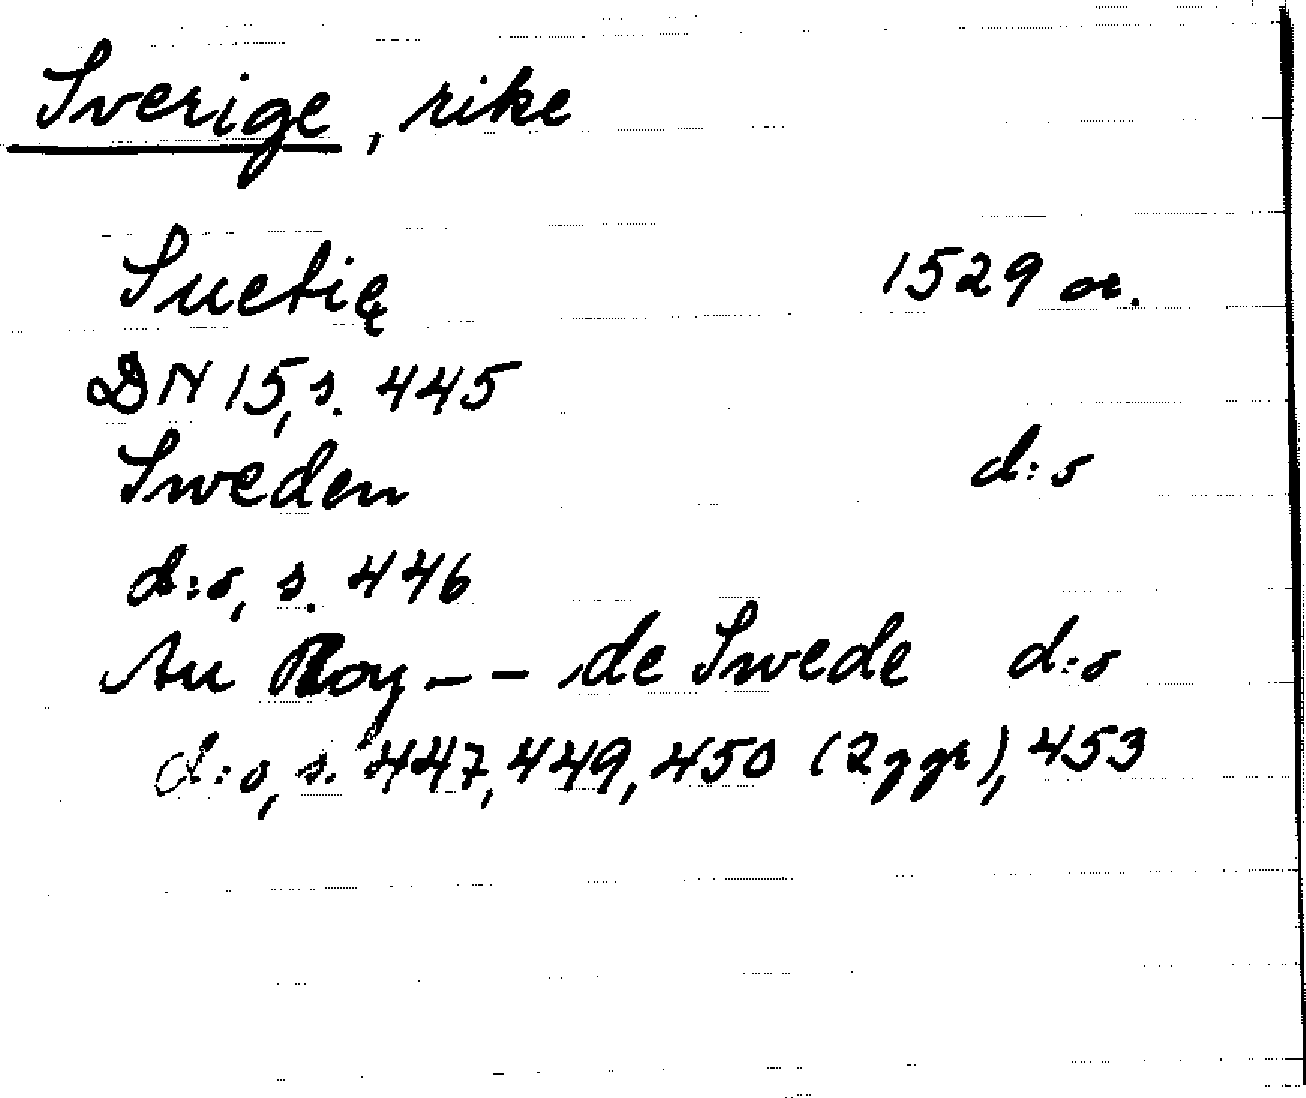 Sverige, rike
Suetię 1529 or.
DN 15, s. 445
Sweden d:o
d:o, s. 446
Au Roy -- de Swede d:o
d:o, s. 447, 449, 450 (2 ggr), 453